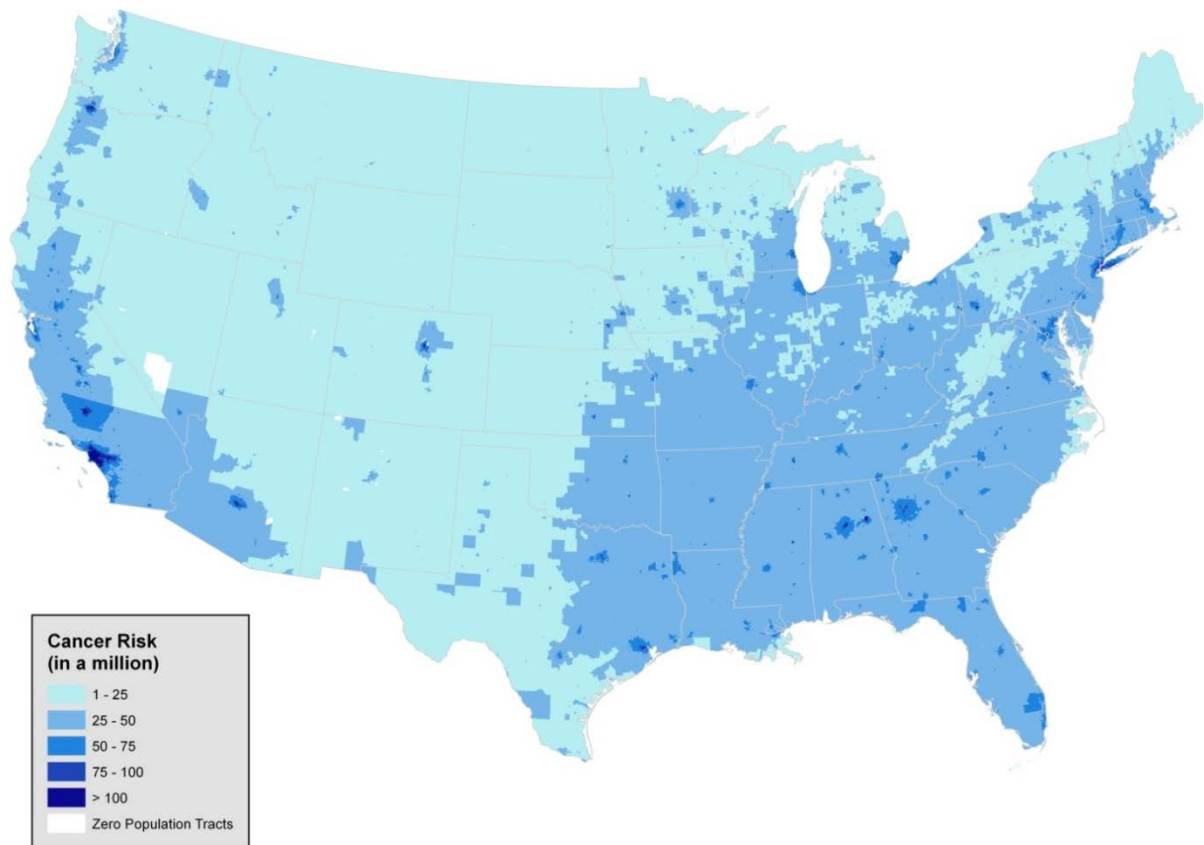 Cancer Risk
(in a million)
1 - 25
25 - 50
50 - 75
75 - 100
> 100
Zero Population Tracts